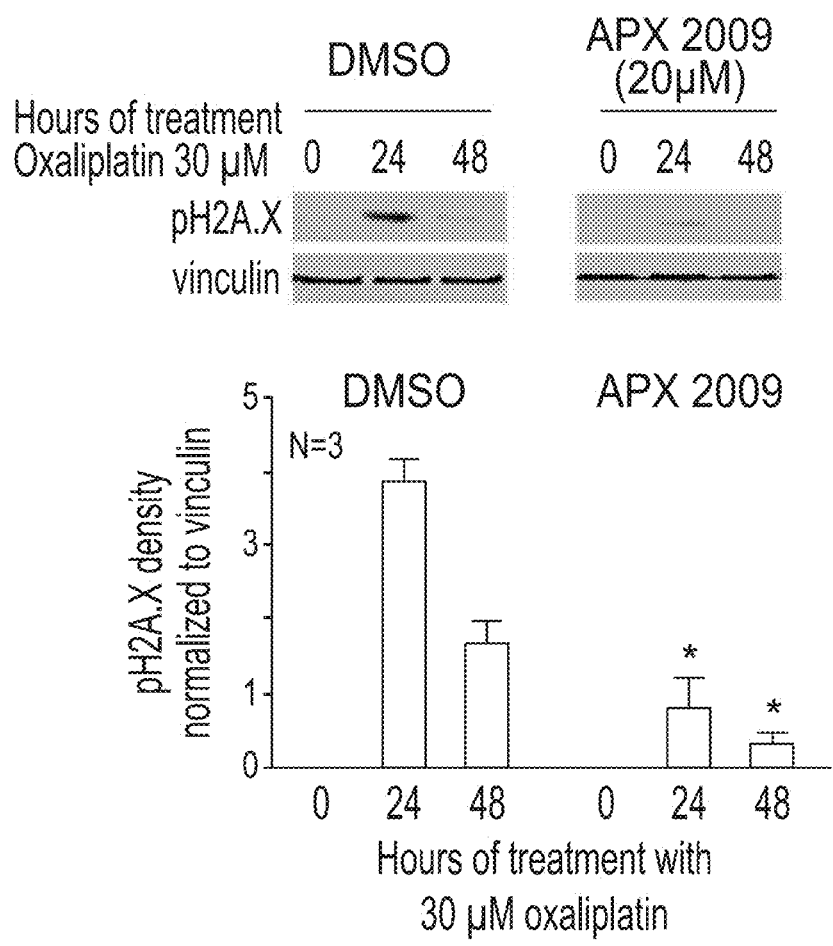 DMSO
APX 2009
(20µM)
Hours of treatment
Oxaliplatin 30 µM 0 24 48 0 24 48
pH2A.X
vinculin
DMSO
APX 2009
N=3
pH2A.X density
normalized to vinculin
5
3
1
0
*
*
0 24 48 0 24 48
Hours of treatment with
30 µM oxaliplatin